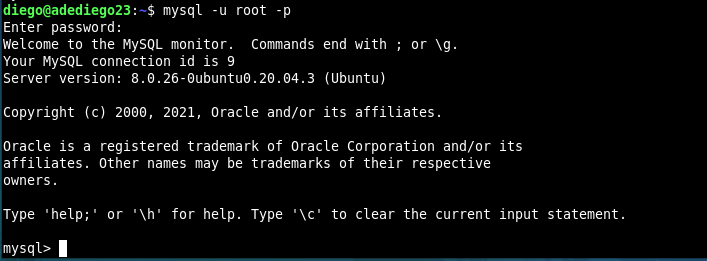 diego@adediego23:~$ mysql -u root -p
Enter password:
Welcome to the MySQL monitor.  Commands end with ; or \g.
Your MySQL connection id is 9
Server version: 8.0.26-0ubuntu0.20.04.3 (Ubuntu)
Copyright (c) 2000, 2021, Oracle and/or its affiliates.
Oracle is a registered trademark of Oracle Corporation and/or its
affiliates. Other names may be trademarks of their respective
owners.
Type 'help;' or '\h' for help. Type '\c' to clear the current input statement.
mysql>